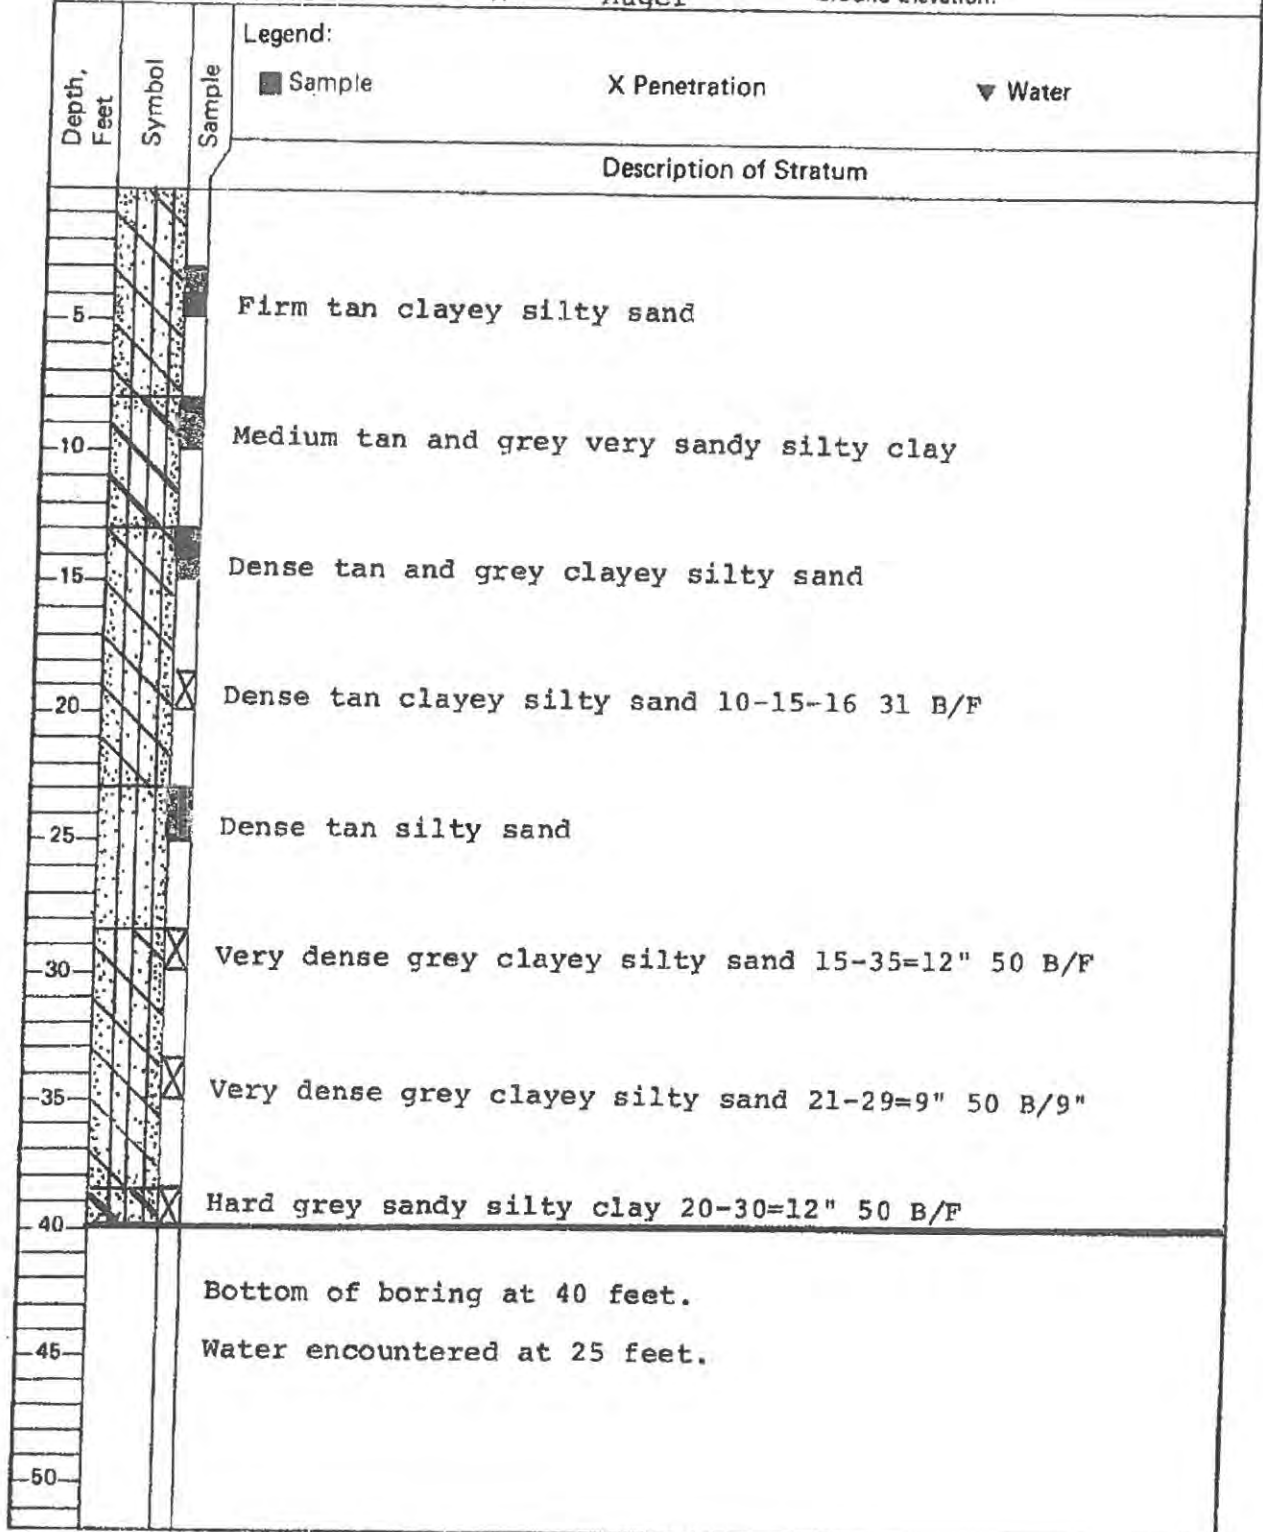 Auger
Legend:
Depth, Feet
Symbol
Sample
Sample
X Penetration
Water
Description of Stratum
5
Firm tan clayey silty sand
10
Medium tan and grey very sandy silty clay
15
Dense tan and grey clayey silty sand
20
Dense tan clayey silty sand 10-15-16 31 B/F
25
Dense tan silty sand
30
Very dense grey clayey silty sand 15-35=12" 50 B/F
35
Very dense grey clayey silty sand 21-29=9" 50 B/9"
Hard grey sandy silty clay 20-30=12" 50 B/F
40
Bottom of boring at 40 feet.
45
Water encountered at 25 feet.
50